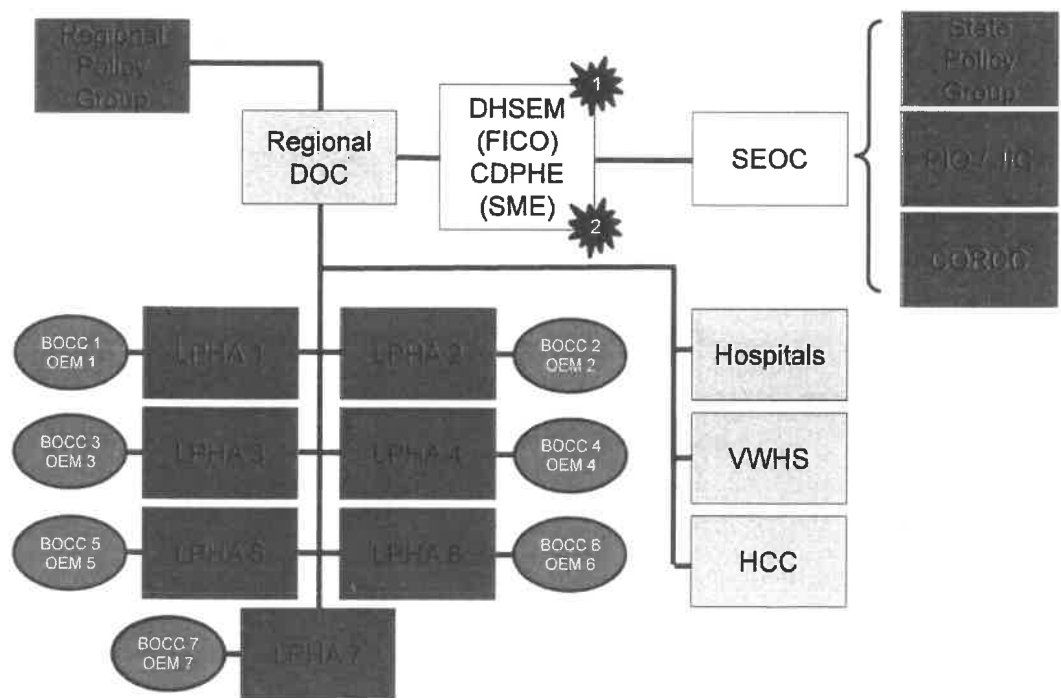 Regional
Policy
Group
Regional
DOC
DHSEM
(FICO)
CDPHE
(SME)
1
2
SEOC
State
Policy
Group
PIO / JIC
CORCC
BOCC 1
OEM 1
LPHA 1
LPHA 2
BOCC 2
OEM 2
Hospitals
BOCC 3
OEM 3
LPHA 3
LPHA 4
BOCC 4
OEM 4
VWHS
BOCC 5
OEM 5
LPHA 5
LPHA 6
BOCC 6
OEM 6
HCC
BOCC 7
OEM 7
LPHA 7